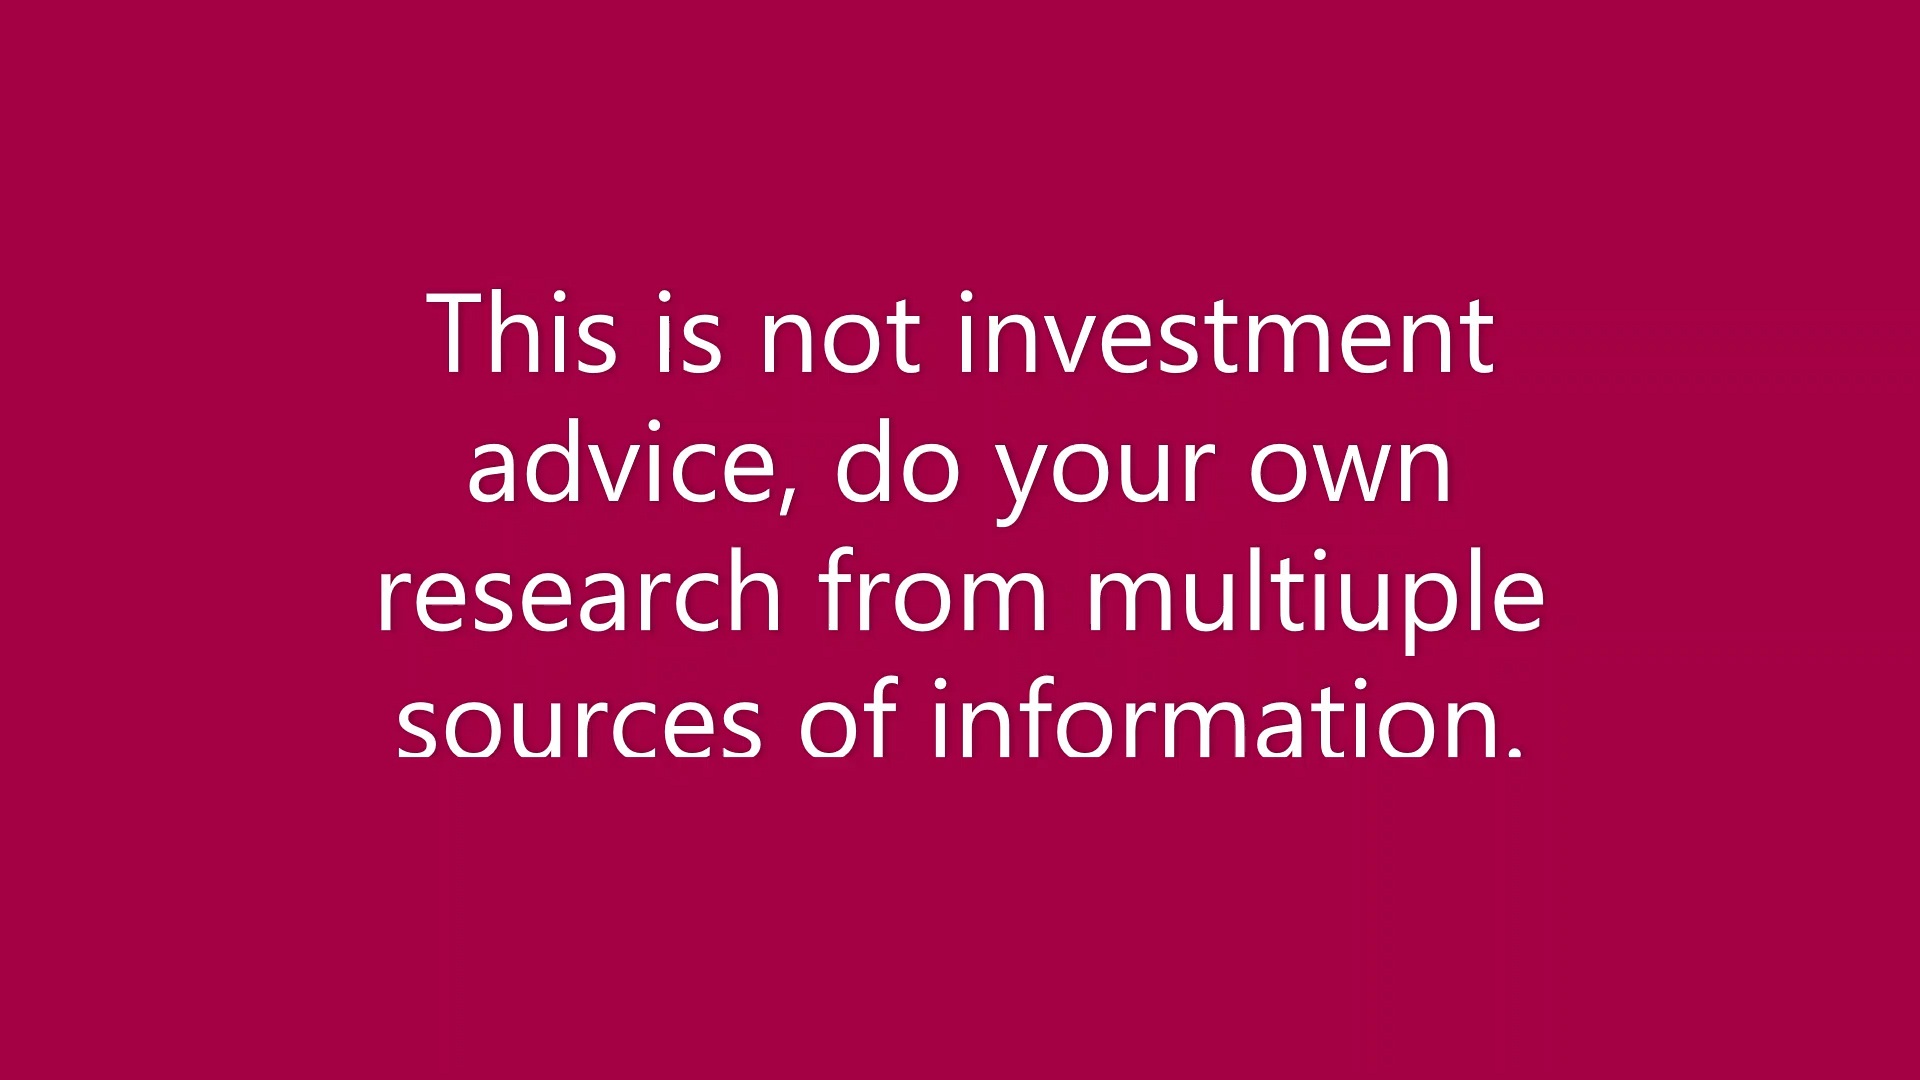 This is not investment
advice, do your own
research from multiuple
sources of information.